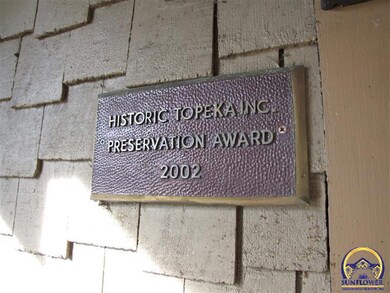 HISTORIC TOPEKA INC.
PRESERVATION AWARD
2002
SUNFLOWER